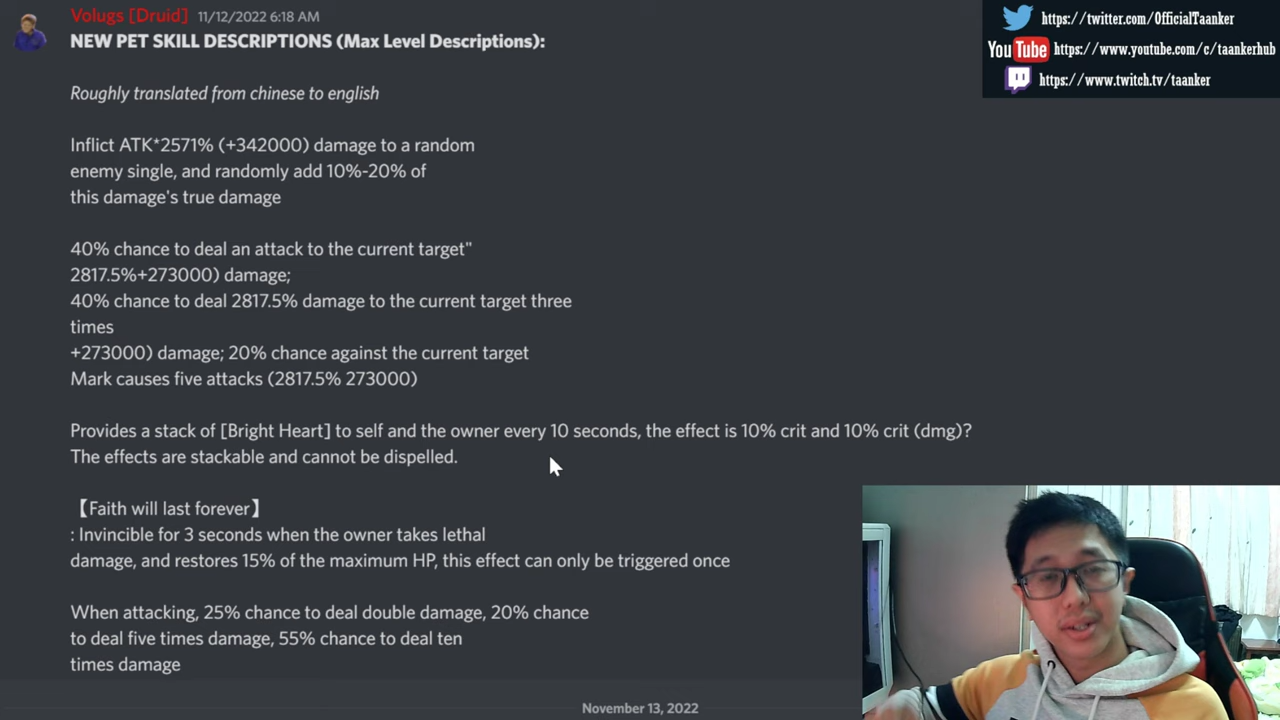 Volugs [Druid] 11/12/2022 6:18 AM
NEW PET SKILL DESCRIPTIONS (Max Level Descriptions):
Roughly translated from chinese to english
Inflict ATK*2571% (+342000) damage to a random
enemy single, and randomly add 10%-20% of
this damage's true damage
40% chance to deal an attack to the current target"
2817.5%+273000) damage;
40% chance to deal 2817.5% damage to the current target three
times
+273000) damage; 20% chance against the current target
Mark causes five attacks (2817.5% 273000)
Provides a stack of [Bright Heart] to self and the owner every 10 seconds, the effect is 10% crit and 10% crit (dmg)?
The effects are stackable and cannot be dispelled.
【Faith will last forever】
: Invincible for 3 seconds when the owner takes lethal
damage, and restores 15% of the maximum HP, this effect can only be triggered once
When attacking, 25% chance to deal double damage, 20% chance
to deal five times damage, 55% chance to deal ten
times damage
November 13, 2022
https://twitter.com/OfficialTaanker
YouTube https://www.youtube.com/c/taankerhub
https://www.twitch.tv/taanker